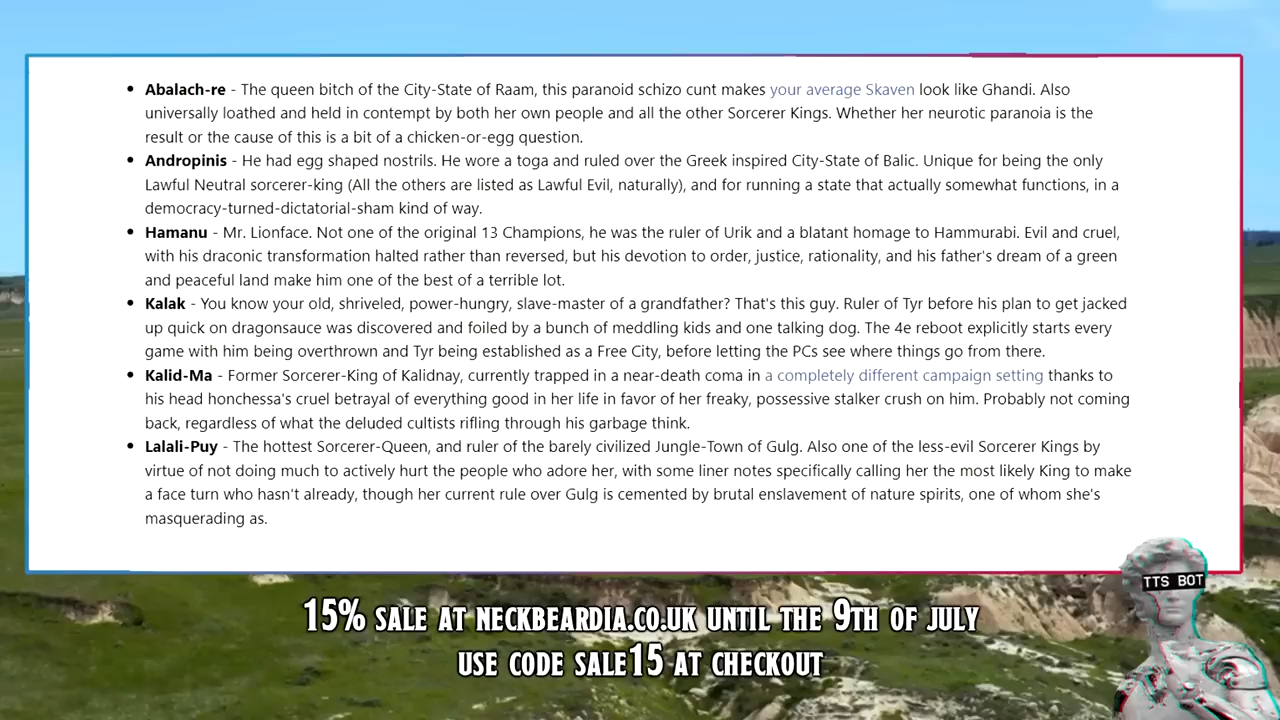 • Abalach-re - The queen bitch of the City-State of Raam, this paranoid schizo cunt makes your average Skaven look like Ghandi. Also
universally loathed and held in contempt by both her own people and all the other Sorcerer Kings. Whether her neurotic paranoia is the
result or the cause of this is a bit of a chicken-or-egg question.
• Andropinis - He had egg shaped nostrils. He wore a toga and ruled over the Greek inspired City-State of Balic. Unique for being the only
Lawful Neutral sorcerer-king (All the others are listed as Lawful Evil, naturally), and for running a state that actually somewhat functions, in a
democracy-turned-dictatorial-sham kind of way.
• Hamanu - Mr. Lionface. Not one of the original 13 Champions, he was the ruler of Urik and a blatant homage to Hammurabi. Evil and cruel,
with his draconic transformation halted rather than reversed, but his devotion to order, justice, rationality, and his father's dream of a green
and peaceful land make him one of the best of a terrible lot.
• Kalak - You know your old, shriveled, power-hungry, slave-master of a grandfather? That's this guy. Ruler of Tyr before his plan to get jacked
up quick on dragonsauce was discovered and foiled by a bunch of meddling kids and one talking dog. The 4e reboot explicitly starts every
game with him being overthrown and Tyr being established as a Free City, before letting the PCs see where things go from there.
• Kalid-Ma - Former Sorcerer-King of Kalidnay, currently trapped in a near-death coma in a completely different campaign setting thanks to
his head honchessa's cruel betrayal of everything good in her life in favor of her freaky, possessive stalker crush on him. Probably not coming
back, regardless of what the deluded cultists rifling through his garbage think.
• Lalali-Puy - The hottest Sorcerer-Queen, and ruler of the barely civilized Jungle-Town of Gulg. Also one of the less-evil Sorcerer Kings by
virtue of not doing much to actively hurt the people who adore her, with some liner notes specifically calling her the most likely King to make
a face turn who hasn't already, though her current rule over Gulg is cemented by brutal enslavement of nature spirits, one of whom she's
masquerading as.
TTS BOT
15% SALE AT NECKBEARDIA.CO.UK UNTIL THE 9TH OF JULY
USE CODE SALE15 AT CHECKOUT